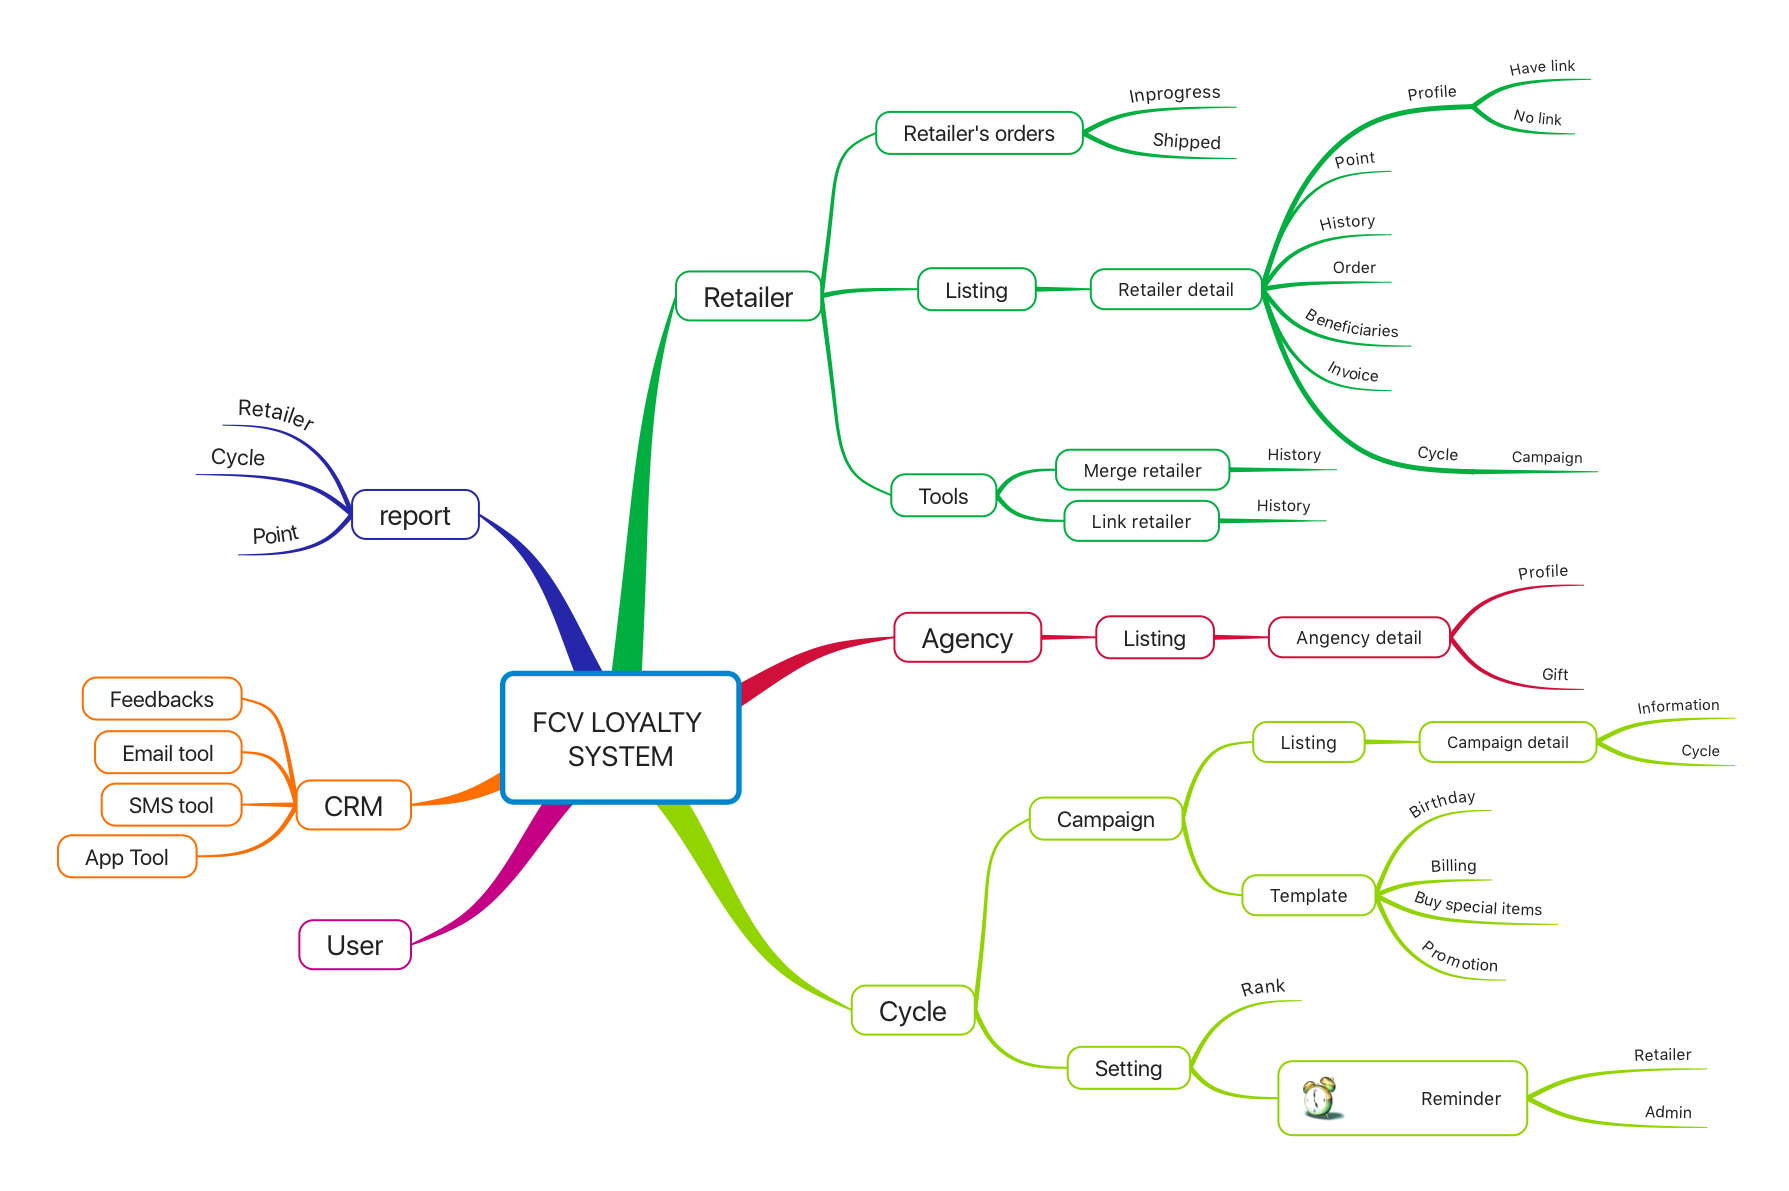 FCV LOYALTY
SYSTEM
Retailer
Retailer's orders
Inprogress
Shipped
Listing
Retailer detail
Profile
Have link
No link
Point
History
Order
Beneficiaries
Invoice
Cycle
Campaign
Tools
Merge retailer
History
Link retailer
History
Agency
Listing
Angency detail
Profile
Gift
Cycle
Campaign
Listing
Campaign detail
Information
Cycle
Template
Birthday
Billing
Buy special items
Promotion
Setting
Rank
Reminder
Retailer
Admin
report
Retailer
Cycle
Point
CRM
Feedbacks
Email tool
SMS tool
App Tool
User